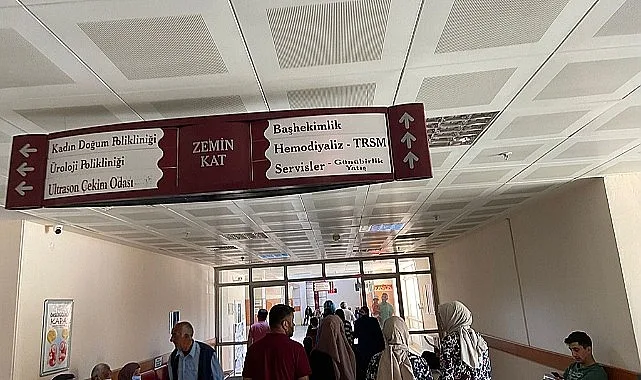 Kadın Doğum Polikliniği
Üroloji Polikliniği
Ultrason Çekim Odası
ZEMİN
KAT
Başhekimlik
Hemodiyaliz - TRSM
Servisler - Günübirlik
Yatış